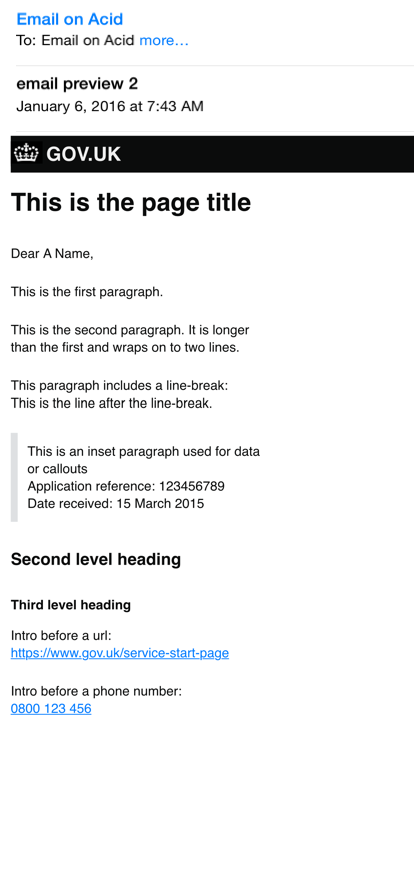 Email on Acid
To: Email on Acid more...
email preview 2
January 6, 2016 at 7:43 AM
GOV.UK
This is the page title
Dear A Name,
This is the first paragraph.
This is the second paragraph. It is longer
than the first and wraps on to two lines.
This paragraph includes a line-break:
This is the line after the line-break.
This is an inset paragraph used for data
or callouts
Application reference: 123456789
Date received: 15 March 2015
Second level heading
Third level heading
Intro before a url:
https://www.gov.uk/service-start-page
Intro before a phone number:
0800 123 456